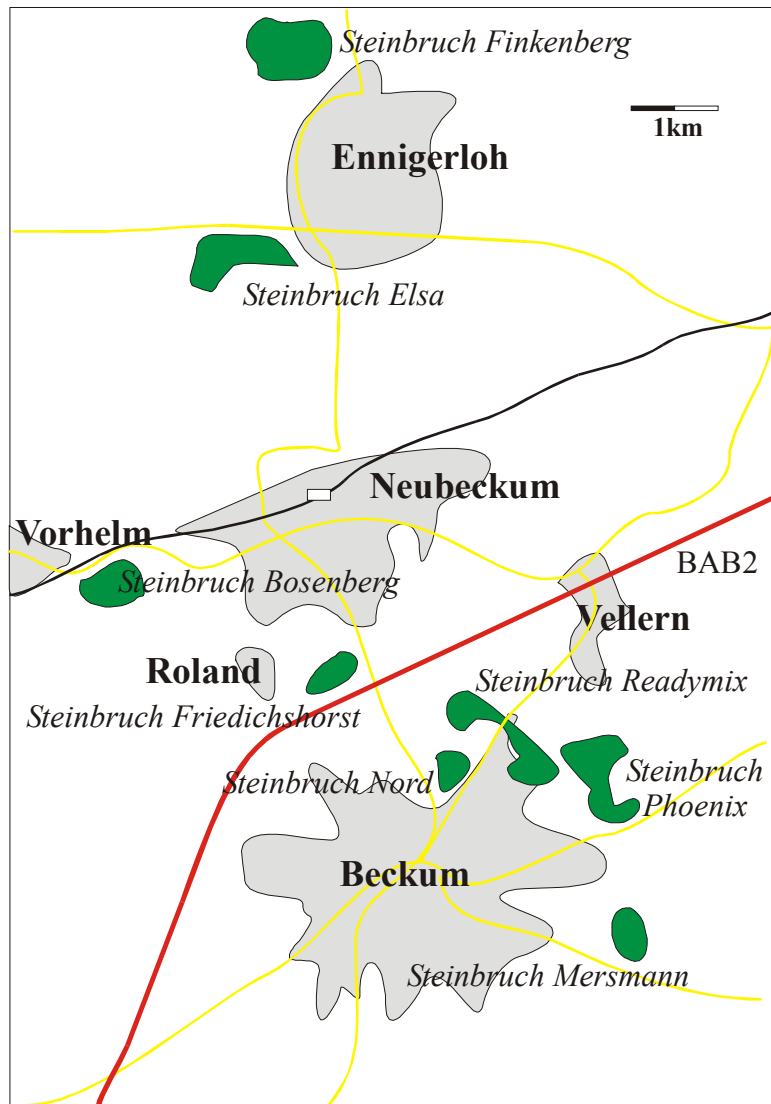 Steinbruch Finkenberg
1km
Ennigerloh
Steinbruch Elsa
Neubeckum
Vorhelm
BAB2
Steinbruch Bosenberg
Vellern
Roland
Steinbruch Readymix
Steinbruch Friedichshorst
Steinbruch Nord
Steinbruch
Phoenix
Beckum
Steinbruch Mersmann